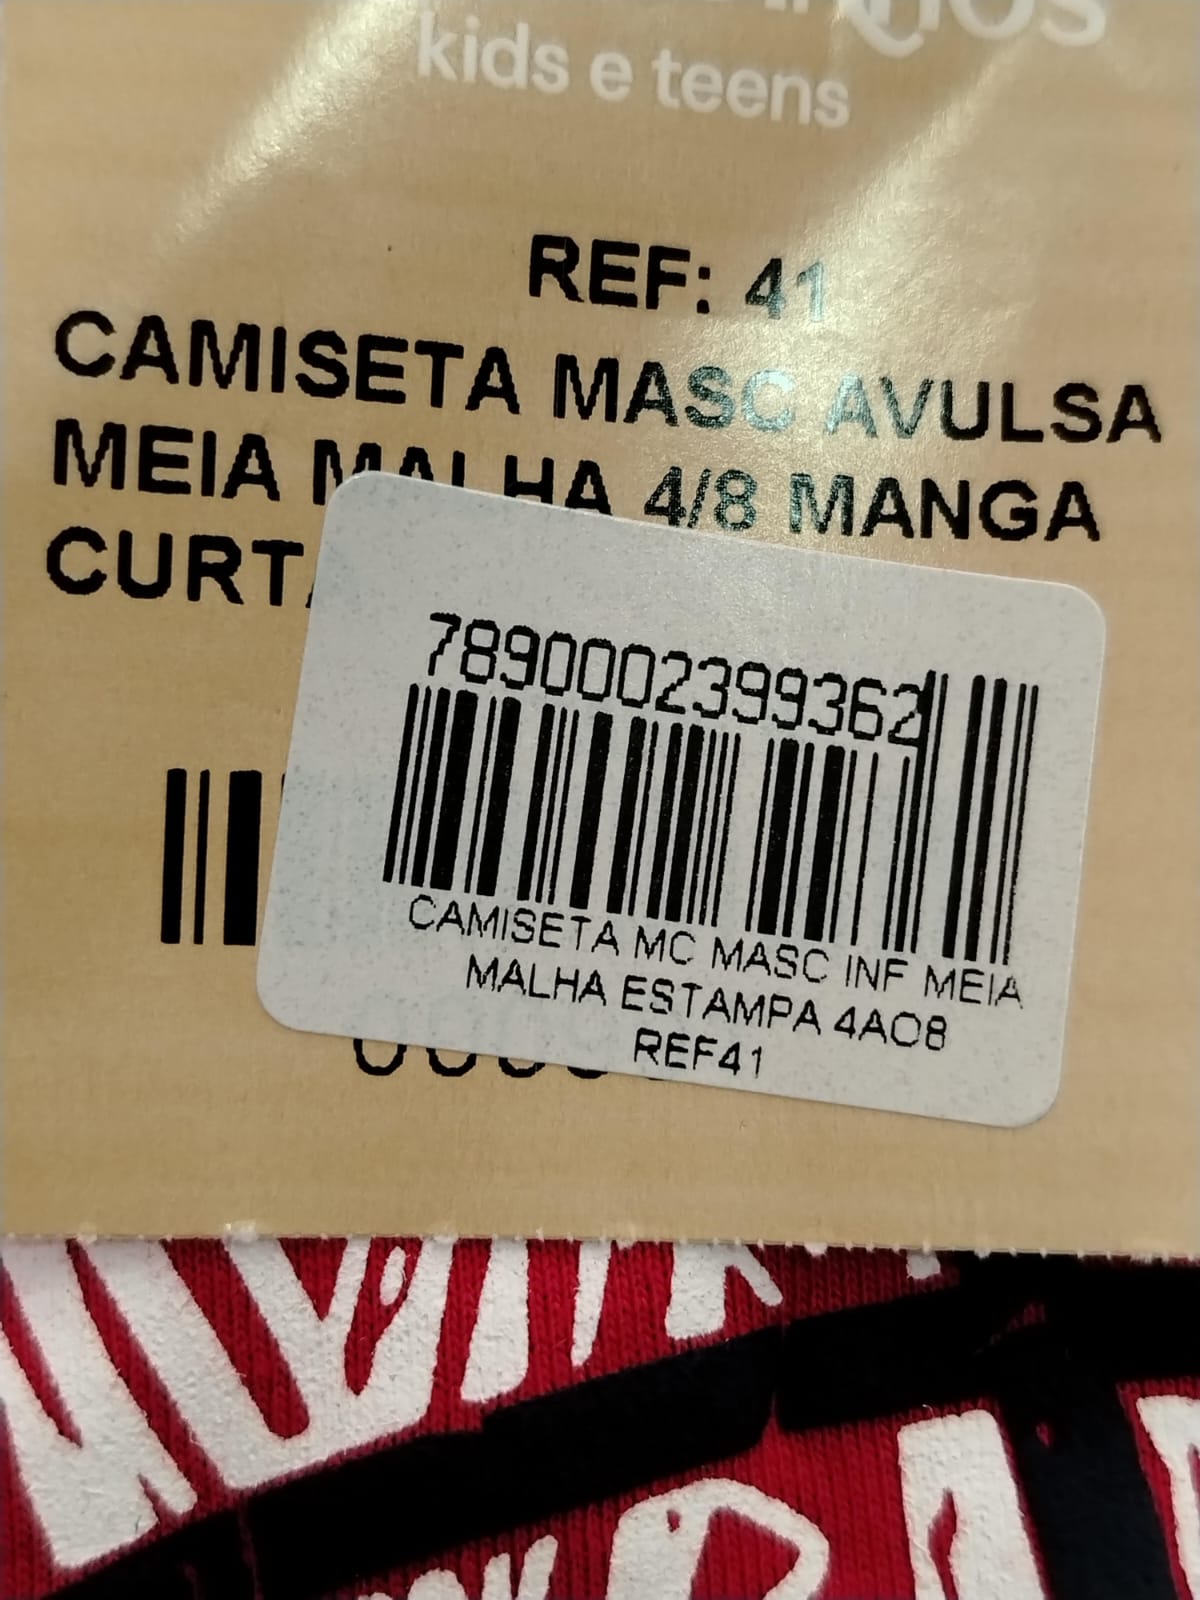 kids e teens
REF: 41
CAMISETA MASC AVULSA
MEIA MALHA 4/8 MANGA
7890002399362
CAMISETA MC MASC INF MEIA
MALHA ESTAMPA 4AO8
REF41